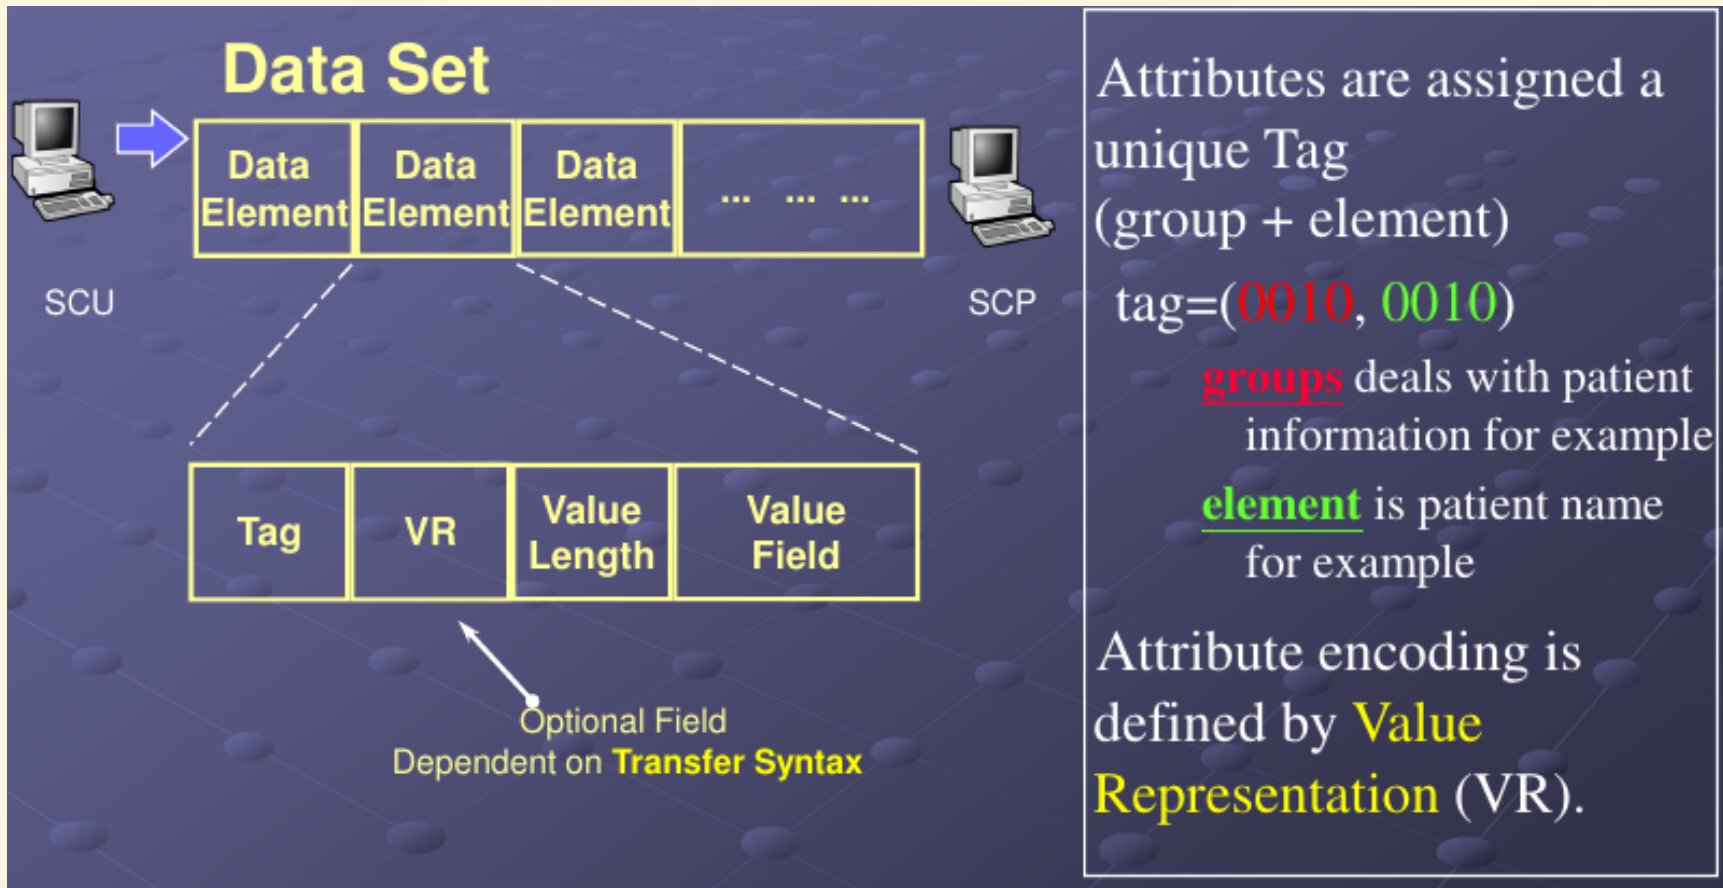 Data Set
Data Data Data
Element Element Element ... ... ...
SCU
SCP
Tag
VR
Value
Length
Value
Field
Optional Field
Dependent on Transfer Syntax
Attributes are assigned a
unique Tag
(group + element)
tag=(0010, 0010)
groups deals with patient
information for example
element is patient name
for example
Attribute encoding is
defined by Value
Representation (VR).